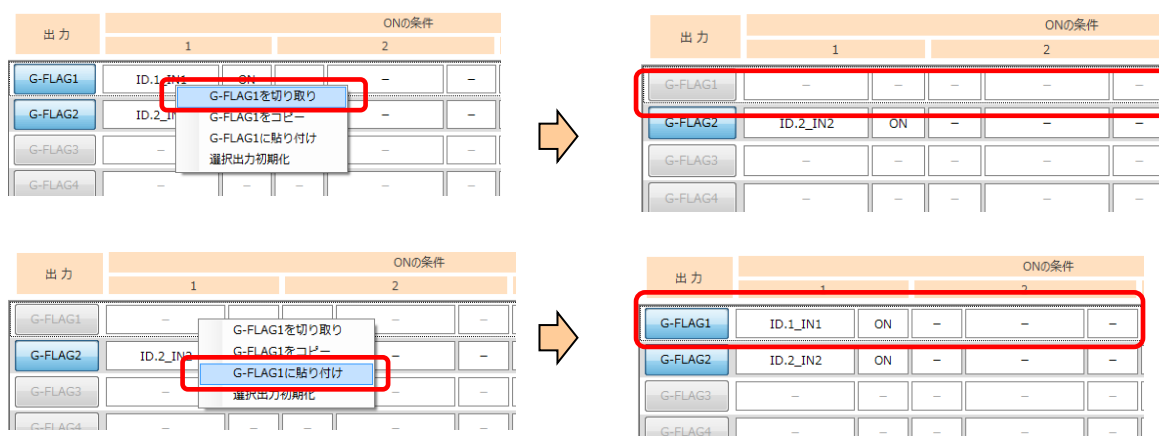 出 力
ONの条件
1
2
G-FLAG1
ID.1_IN1
ON
–
–
G-FLAG1を切り取り
G-FLAG2
ID.2_IN
–
–
G-FLAG1をコピー
G-FLAG1に貼り付け
選択出力初期化
G-FLAG3
–
–
–
G-FLAG4
–
–
–
–
–
出 力
ONの条件
1
2
G-FLAG1
–
–
–
–
–
G-FLAG2
ID.2_IN2
ON
–
–
–
G-FLAG3
–
–
–
–
–
G-FLAG4
–
–
–
–
–
出 力
ONの条件
1
2
G-FLAG1
–
–
–
G-FLAG1を切り取り
G-FLAG2
ID.2_IN2
–
–
G-FLAG1をコピー
G-FLAG1に貼り付け
選択出力初期化
G-FLAG3
–
–
–
G-FLAG4
–
–
–
–
–
出 力
ONの条件
1
2
G-FLAG1
ID.1_IN1
ON
–
–
–
G-FLAG2
ID.2_IN2
ON
–
–
–
G-FLAG3
–
–
–
–
–
G-FLAG4
–
–
–
–
–